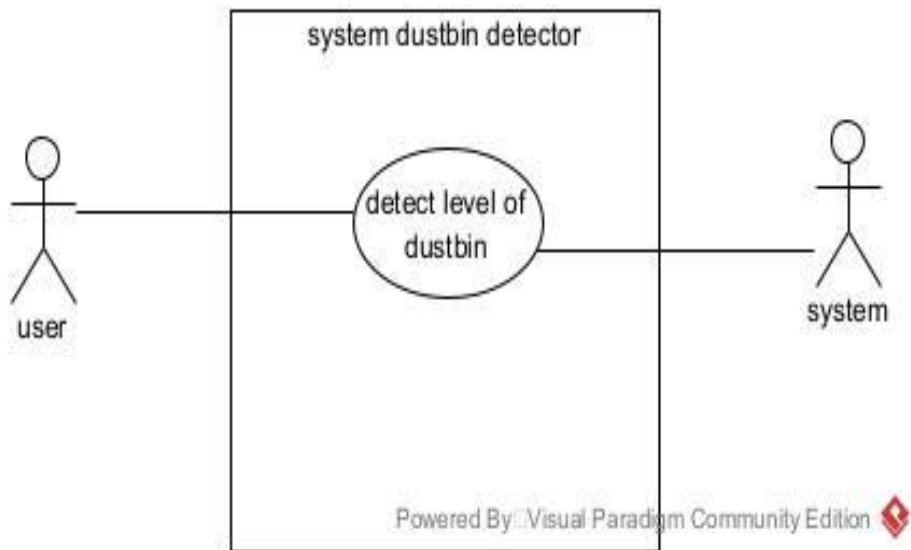 system dustbin detector
detect level of
dustbin
user
system
Powered By Visual Paradigm Community Edition